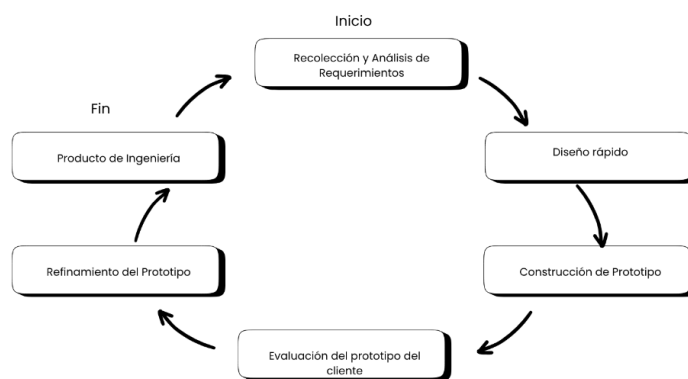 Inicio
Recolección y Análisis de
Requerimientos
Fin
Producto de Ingeniería
Diseño rápido
Refinamiento del Prototipo
Construcción de Prototipo
Evaluación del prototipo del
cliente